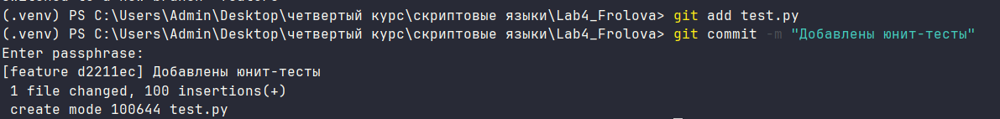 (.venv) PS C:\Users\Admin\Desktop\четвертый курс\скриптовые языки\Lab4_Frolova> git add test.py
(.venv) PS C:\Users\Admin\Desktop\четвертый курс\скриптовые языки\Lab4_Frolova> git commit -m "Добавлены юнит-тесты"
Enter passphrase:
[feature d2211ec] Добавлены юнит-тесты
1 file changed, 100 insertions(+)
create mode 100644 test.py